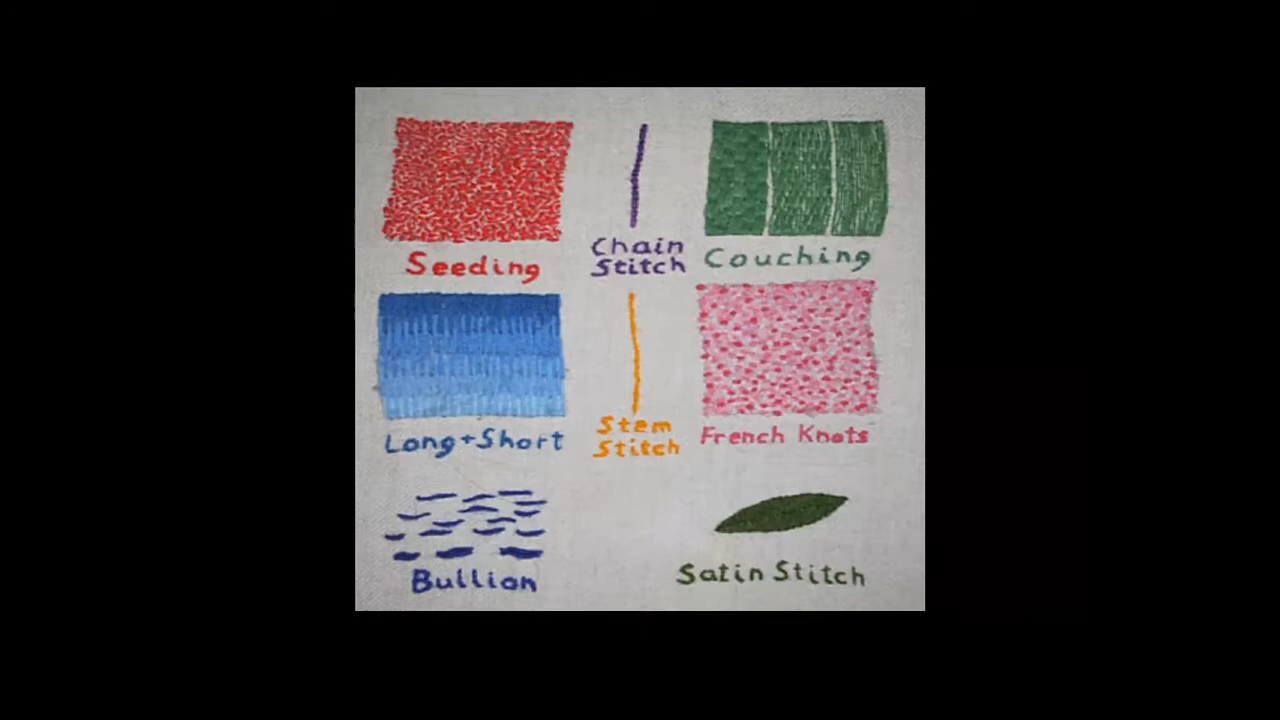 Seeding
Chain
Stitch
Couching
Long+Short
Stem
Stitch
French Knots
Bullion
Satin Stitch